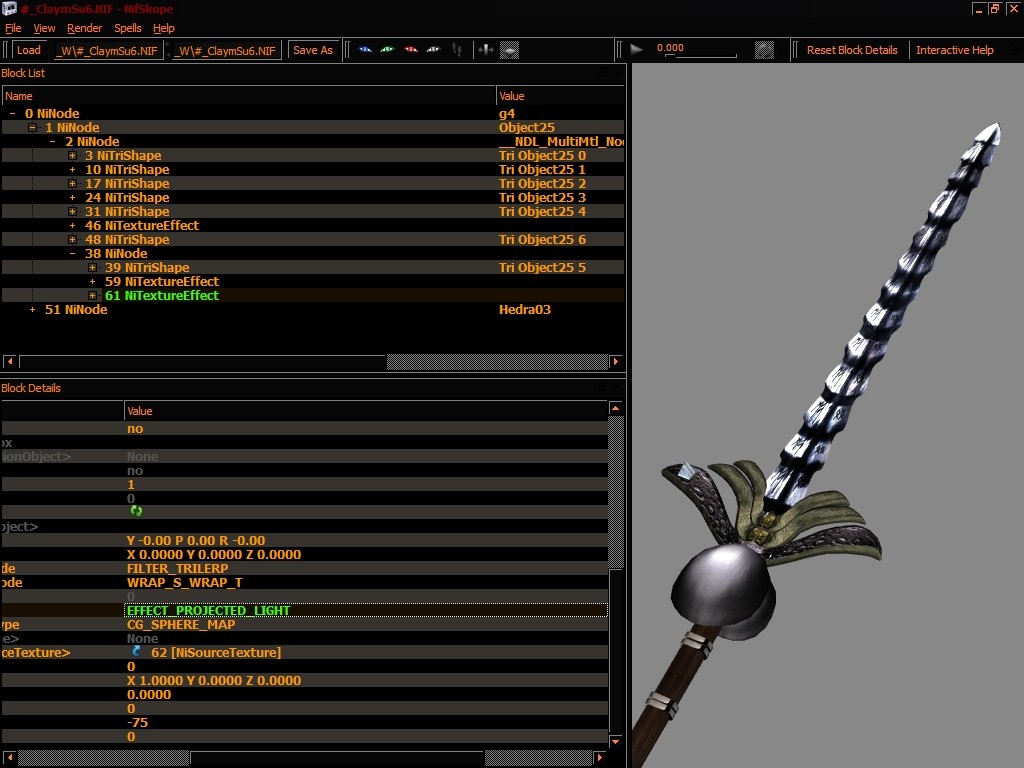 #_ClaymSu6.NIF - NifSkope
File View Render Spells Help
Load _W\#_ClaymSu6.NIF _W\#_ClaymSu6.NIF Save As 0.000 Reset Block Details Interactive Help
Block List
Name Value
0 NiNode g4
1 NiNode Object25
2 NiNode __NDL_MultiMtl_Noc
3 NiTriShape Tri Object25 0
10 NiTriShape Tri Object25 1
17 NiTriShape Tri Object25 2
24 NiTriShape Tri Object25 3
31 NiTriShape Tri Object25 4
46 NiTextureEffect
48 NiTriShape Tri Object25 6
38 NiNode
39 NiTriShape Tri Object25 5
59 NiTextureEffect
61 NiTextureEffect
51 NiNode Hedra03
Block Details
Value
no
ox
ionObject> None
no
1
0
oject>
Y -0.00 P 0.00 R -0.00
X 0.0000 Y 0.0000 Z 0.0000
de FILTER_TRILERP
ode WRAP_S_WRAP_T
0
EFFECT_PROJECTED_LIGHT
ype CG_SPHERE_MAP
e> None
ceTexture> 62 [NiSourceTexture]
0
X 1.0000 Y 0.0000 Z 0.0000
0.0000
0
-75
0